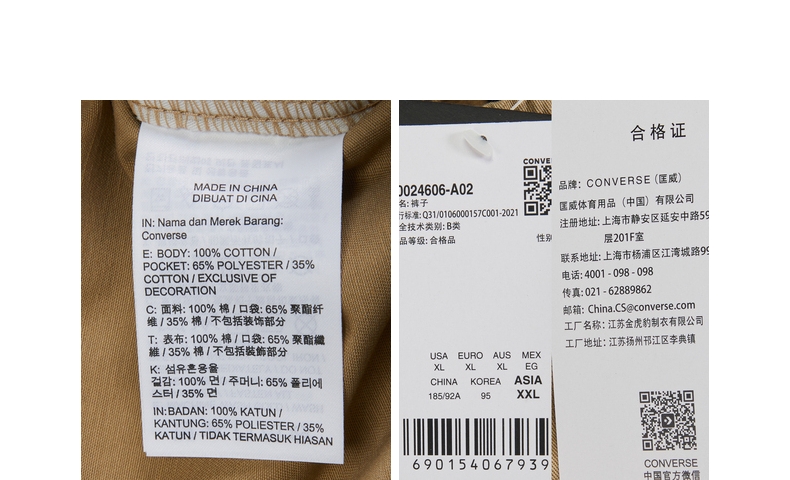 MADE IN CHINA
DIBUAT DI CINA
IN: Nama dan Merek Barang:
Converse
E: BODY: 100% COTTON /
POCKET: 65% POLYESTER / 35%
COTTON / EXCLUSIVE OF
DECORATION
C: 面料: 100% 棉 / 口袋: 65% 聚酯纤
维 / 35% 棉 / 不包括装饰部分
T: 表布: 100% 棉 / 口袋: 65% 聚酯纖
維 / 35% 棉 / 不包括裝飾部分
K: 섬유혼용율
겉감: 100% 면 / 주머니: 65% 폴리에
스터 / 35% 면
IN:BADAN: 100% KATUN /
KANTUNG: 65% POLIESTER / 35%
KATUN / TIDAK TERMASUK HIASAN
CONVE
0024606-A02
名: 裤子
行标准: Q31/0106000157C001-2021
全技术类别: B类
品等级: 合格品
性别
USA EURO AUS MEX
XL XL XL EG
CHINA KOREA ASIA
185/92A 95 XXL
690154067939
合格证
品牌: CONVERSE (匡威)
匡威体育用品（中国）有限公司
注册地址: 上海市静安区延安中路59
层201F室
联系地址: 上海市杨浦区江湾城路99
电话: 4001 - 098 - 098
传真: 021 - 62889862
邮箱: China.CS@converse.com
工厂名称: 江苏金虎豹制衣有限公司
工厂地址: 江苏扬州邗江区李典镇
CONVERSE
中国官方微信